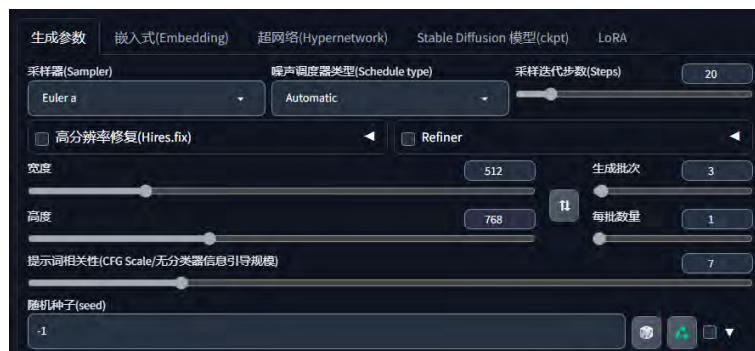 生成参数 嵌入式(Embedding) 超网络(Hypernetwork) Stable Diffusion 模型(ckpt) LoRA
采样器(Sampler) 噪声调度器类型(Schedule type) 采样迭代步数(Steps) 20
Euler a Automatic
高分辨率修复(Hires.fix) Refiner
宽度 512 生成批次 3
高度 768 每批数量 1
提示词相关性(CFG Scale/无分类器信息引导规模) 7
随机种子(seed)
-1